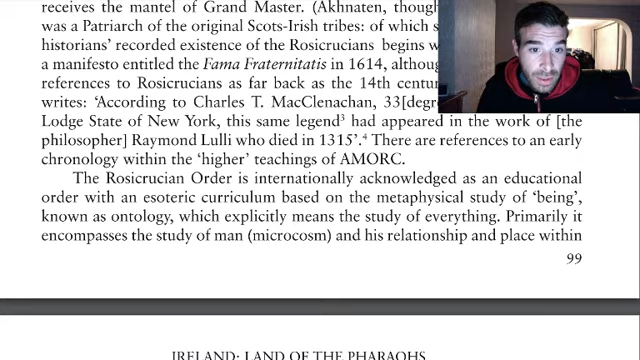 receives the mantel of Grand Master. (Akhnaten, though
was a Patriarch of the original Scots-Irish tribes: of which s
historians' recorded existence of the Rosicrucians begins w
a manifesto entitled the Fama Fraternitatis in 1614, althoug
references to Rosicrucians as far back as the 14th centur
writes: ‘According to Charles T. MacClenachan, 33[degr
Lodge State of New York, this same legend³ had appeared in the work of [the
philosopher] Raymond Lulli who died in 1315’.⁴ There are references to an early
chronology within the ‘higher’ teachings of AMORC.
The Rosicrucian Order is internationally acknowledged as an educational
order with an esoteric curriculum based on the metaphysical study of ‘being’,
known as ontology, which explicitly means the study of everything. Primarily it
encompasses the study of man (microcosm) and his relationship and place within
99
IRELAND: LAND OF THE PHARAOHS